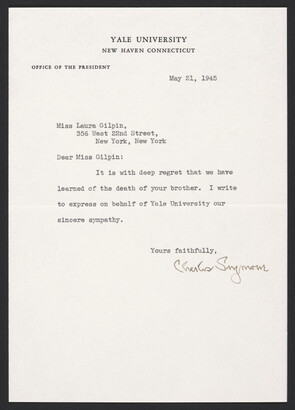 YALE UNIVERSITY
NEW HAVEN CONNECTICUT
OFFICE OF THE PRESIDENT
May 21, 1945
Miss Laura Gilpin,
356 West 22nd Street,
New York, New York
Dear Miss Gilpin:
It is with deep regret that we have
learned of the death of your brother. I write
to express on behalf of Yale University our
sincere sympathy.
Yours faithfully,
Charles Seymour